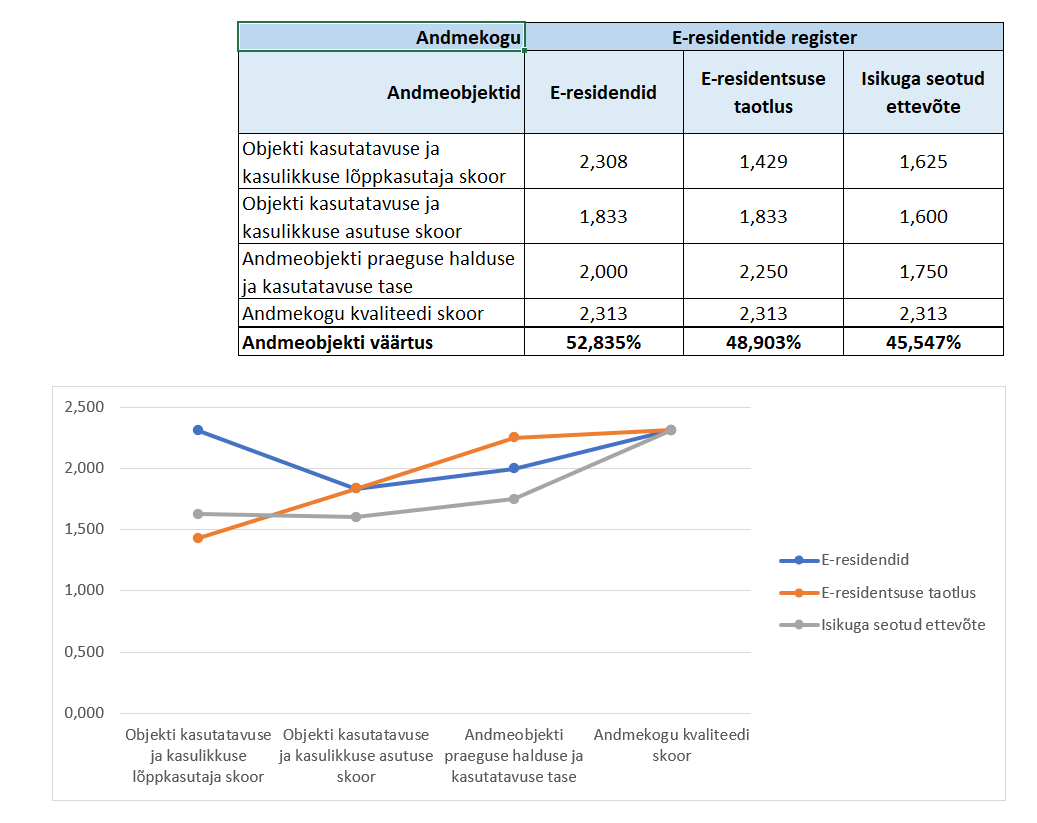 Andmekogu E-residentide register
Andmeobjektid E-residendid E-residentsuse taotlus Isikuga seotud ettevõte
Objekti kasutatavuse ja
kasulikkuse lõppkasutaja skoor 2,308 1,429 1,625
Objekti kasutatavuse ja
kasulikkuse asutuse skoor 1,833 1,833 1,600
Andmeobjekti praeguse halduse
ja kasutatavuse tase 2,000 2,250 1,750
Andmekogu kvaliteedi skoor 2,313 2,313 2,313
Andmeobjekti väärtus 52,835% 48,903% 45,547%
2,500
2,000
1,500
1,000
0,500
0,000
Objekti kasutatavuse
ja kasulikkuse
lõppkasutaja skoor
Objekti kasutatavuse
ja kasulikkuse asutuse
skoor
Andmeobjekti
praeguse halduse ja
kasutatavuse tase
Andmekogu kvaliteedi
skoor
E-residendid
E-residentsuse taotlus
Isikuga seotud ettevõte